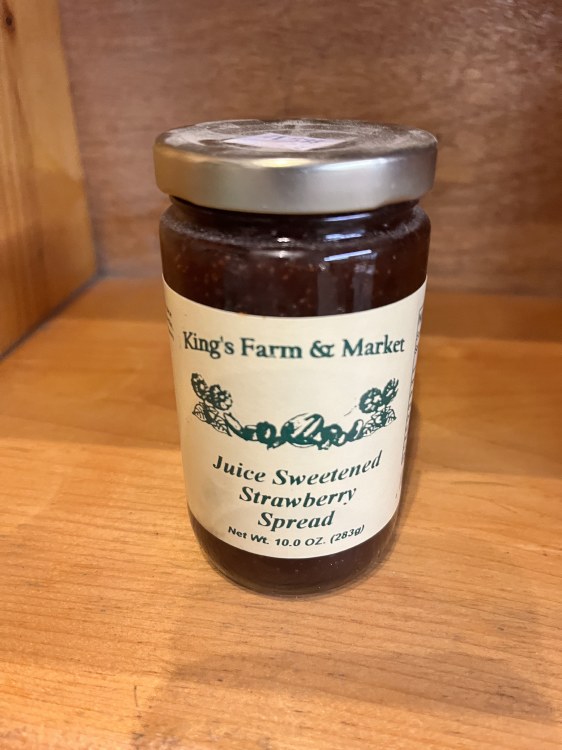 King's Farm & Market
Juice Sweetened
Strawberry
Spread
Net Wt. 10.0 OZ. (283g)